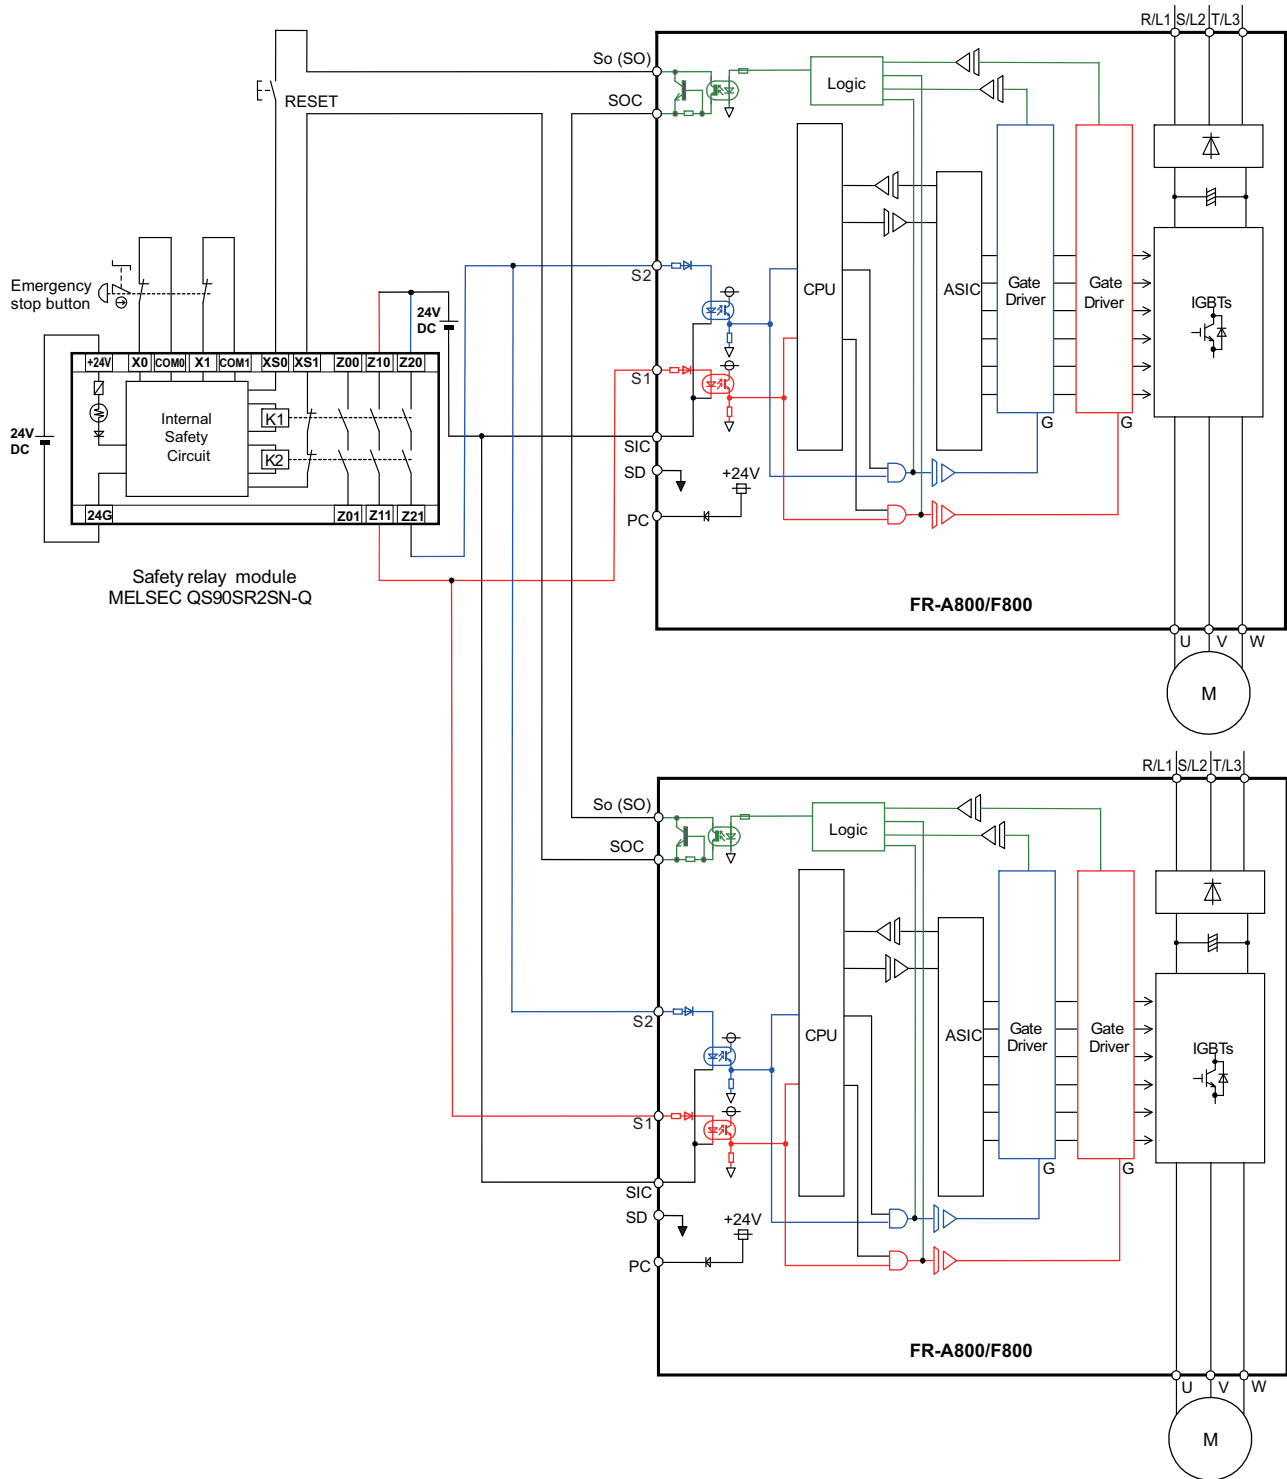 R/L1 S/L2 T/L3
So (SO)
SOC
RESET
Logic
CPU
ASIC
Gate
Driver
Gate
Driver
IGBTs
G
G
S2
S1
SIC
SD
PC
+24V
Emergency
stop button
24V
DC
+24V X0 COM0 X1 COM1 XS0 XS1 Z00 Z10 Z20
Internal
Safety
Circuit
K1
K2
24V
DC
24G Z01 Z11 Z21
Safety relay module
MELSEC QS90SR2SN-Q
FR-A800/F800
U V W
M
R/L1 S/L2 T/L3
So (SO)
SOC
Logic
CPU
ASIC
Gate
Driver
Gate
Driver
IGBTs
G
G
S2
S1
SIC
SD
PC
+24V
FR-A800/F800
U V W
M